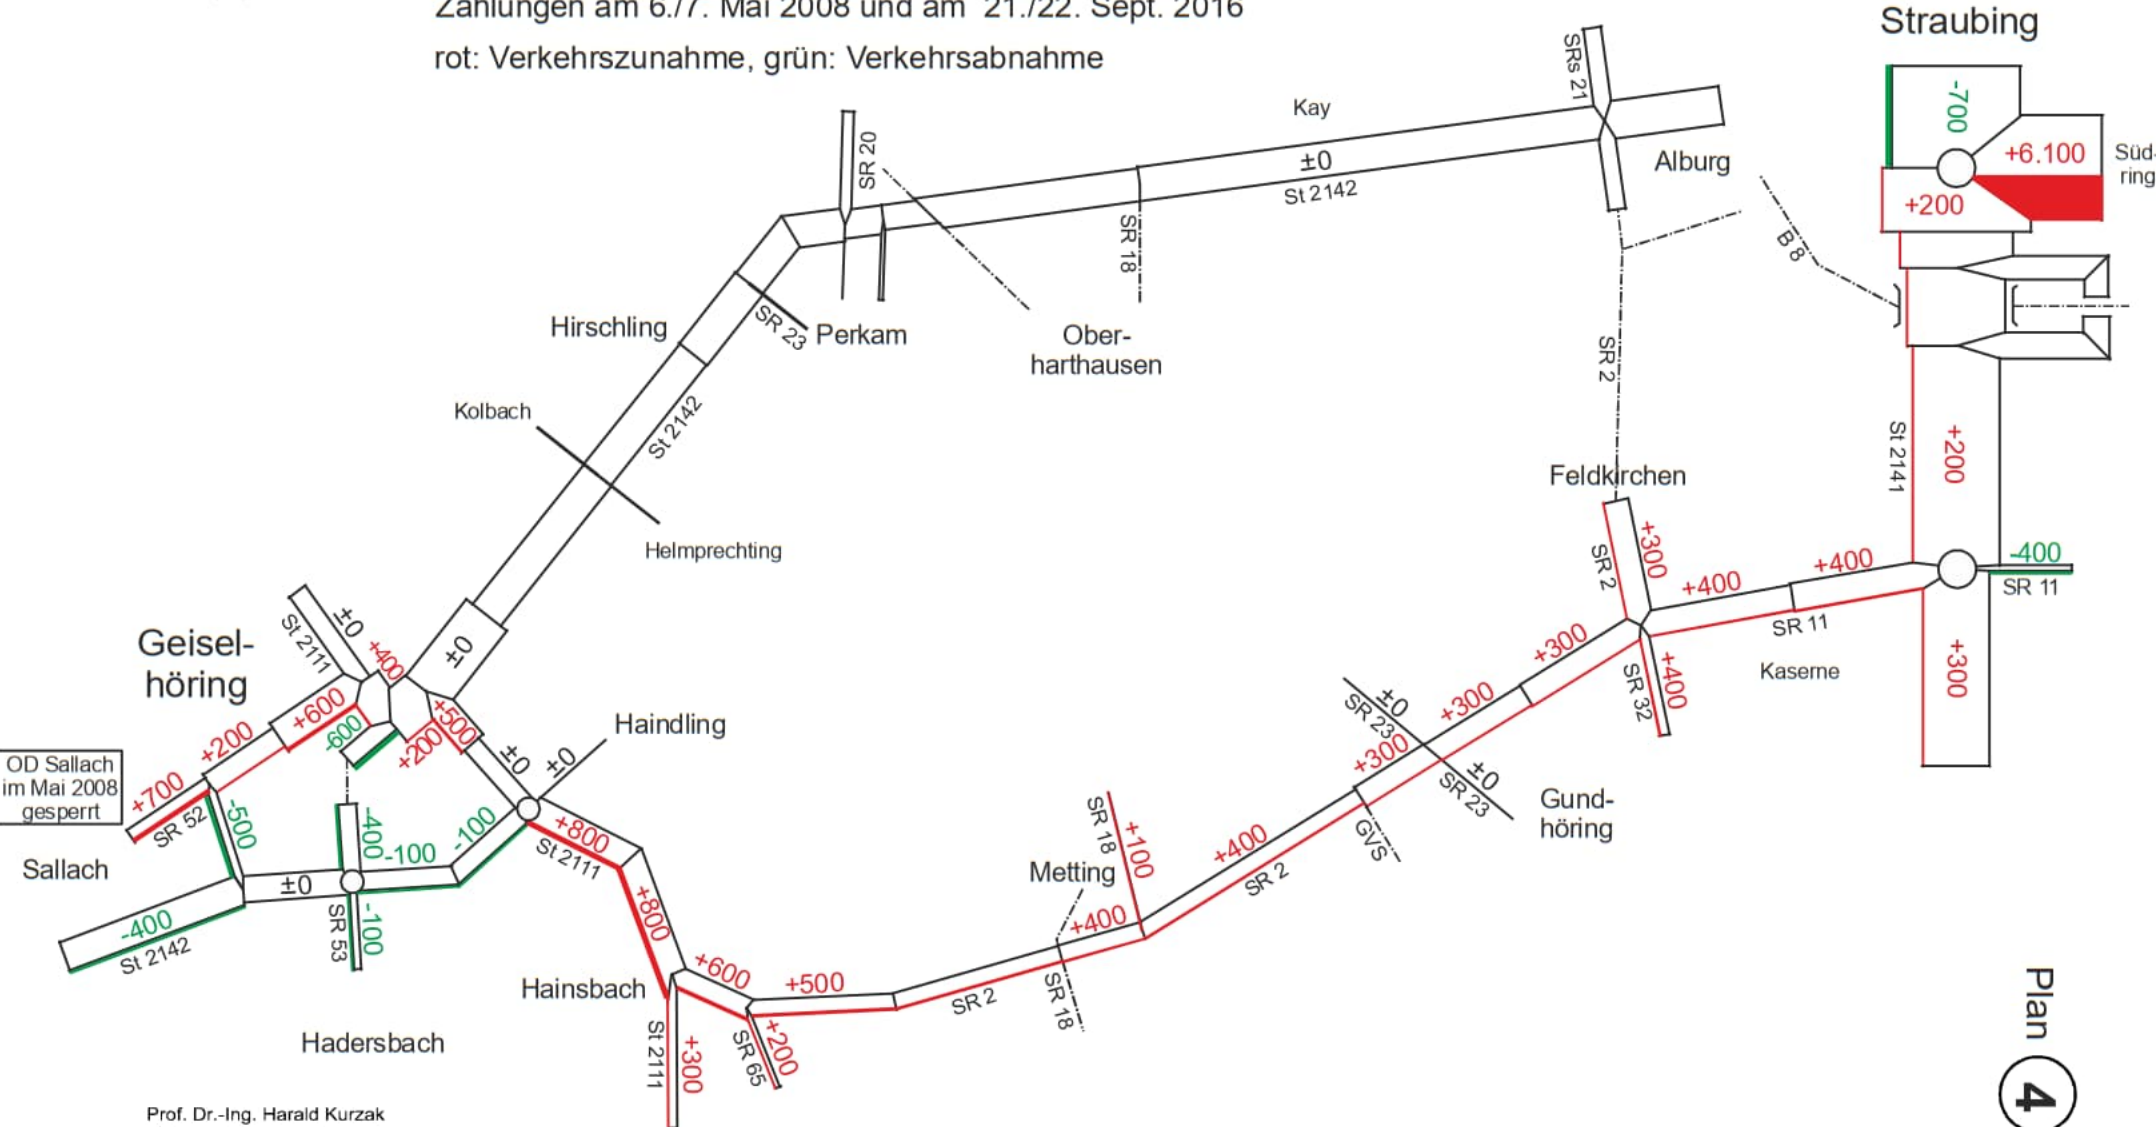 Zählungen am 6./7. Mai 2008 und am 21./22. Sept. 2016
rot: Verkehrszunahme, grün: Verkehrsabnahme
Straubing
-700
+6.100
Süd-
ring
+200
SRs 21
Kay
±0
St 2142
Alburg
B 8
SR 20
SR 18
SR 2
Hirschling
SR 23
Perkam
Ober-
harthausen
Kolbach
St 2142
Helmprechting
Feldkirchen
St 2141
+200
-400
SR 11
+300
SR 2
+300
+400
+400
SR 11
Kaserne
SR 32
+400
+300
Geisel-
höring
St 2111
±0
+400
±0
+600
-600
+200
+500
+200
±0
±0
Haindling
OD Sallach
im Mai 2008
gesperrt
+700
SR 52
-500
Sallach
-400
St 2142
±0
-400
-100
-100
SR 53
-100
+800
St 2111
+800
Hainsbach
+600
+500
St 2111
+300
SR 65
+200
SR 2
Metting
SR 18
+100
+400
SR 18
+400
SR 2
GVS
+300
+300
±0
SR 23
±0
SR 23
Gund-
höring
Hadersbach
Prof. Dr.-Ing. Harald Kurzak
Plan
4